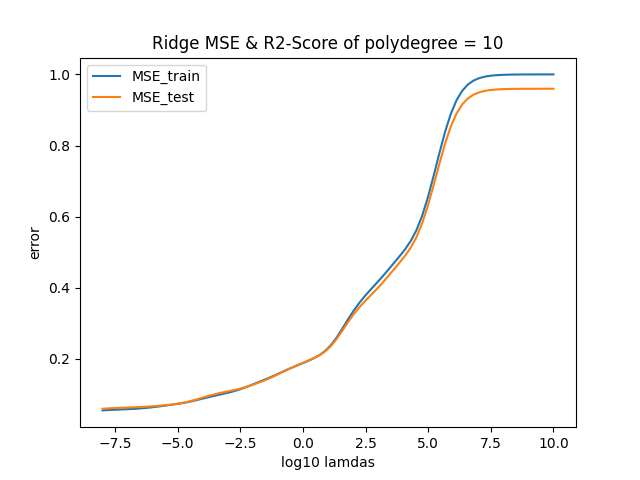 Ridge MSE & R2-Score of polydegree = 10
MSE_train
MSE_test
1.0
0.8
0.6
0.4
0.2
error
−7.5 −5.0 −2.5 0.0 2.5 5.0 7.5 10.0
log10 lamdas